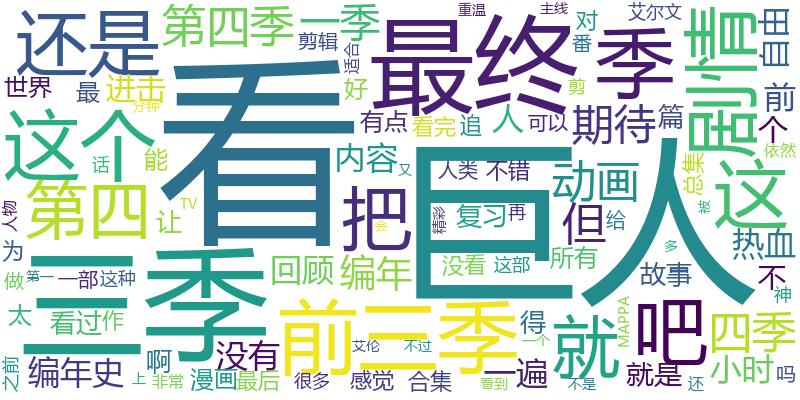 还是
第四季
一季
剪辑
重温
主线
艾尔文
对
番
适合
最终
季
剧情
自由
世界
最
进击
看
好
有点
看完
追
人
剪
可以
期待
篇
前
个
依然
这个
话
能
内容
又
人类
不错
动画
总集
这
第四
让
TV
把
会
精彩
复习
再
巨人
但
给
被
人物
为
三季
回顾
编年
没看
这部
所有
多
热血
故事
不
神
做
第一
一部
这种
太
看过
作
前三季
得
就
吧
MAPPA
四季
没有
艾伦
不过
一个
之前
编年史
上
啊
非常
漫画
最后
很多
感觉
合集
看到
一遍
不是
就是
还
小时
吗
分钟